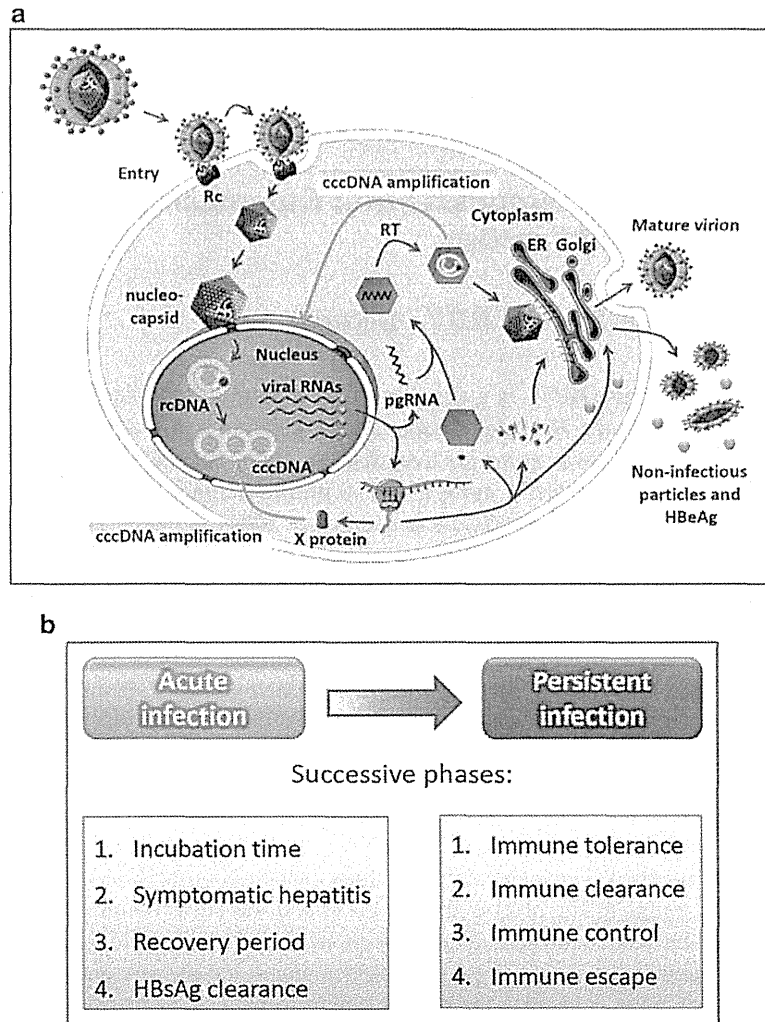 a
Entry
Rc
cccDNA amplification
Cytoplasm
RT
ER Golgi
Mature virion
nucleo-
capsid
Nucleus
viral RNAs
rcDNA
pgRNA
cccDNA
Non-infectious
particles and
HBeAg
cccDNA amplification
X protein
b
Acute
infection
Persistent
infection
Successive phases:
1. Incubation time
2. Symptomatic hepatitis
3. Recovery period
4. HBsAg clearance
1. Immune tolerance
2. Immune clearance
3. Immune control
4. Immune escape